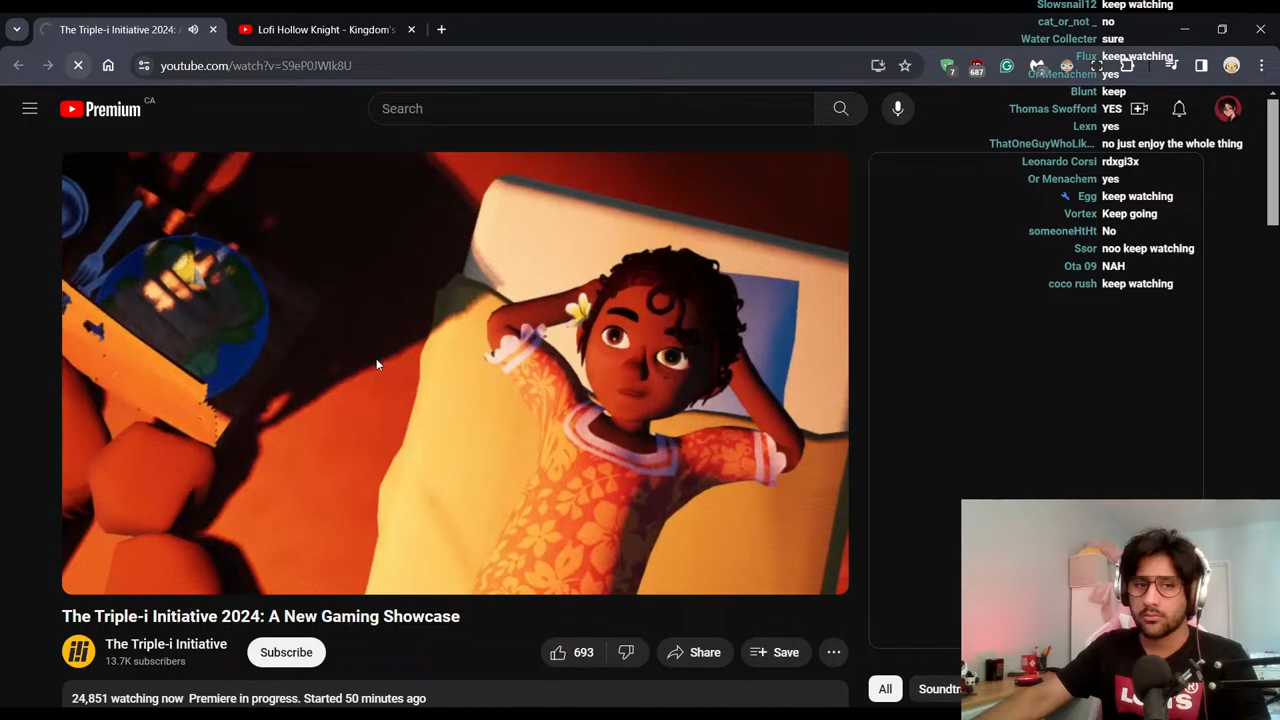 Slowsnail12 keep watching
The Triple-i Initiative 2024:
Lofi Hollow Knight - Kingdom's
cat_or_not_ no
Water Collecter sure
Flux keep watching
youtube.com/watch?v=S9eP0JWIk8U
7
687
Or Menachem yes
Blunt keep
Premium CA
Search
Thomas Swofford YES
Lexn yes
ThatOneGuyWhoLik... no just enjoy the whole thing
Leonardo Corsi rdxgi3x
Or Menachem yes
Egg keep watching
Vortex Keep going
someoneHtHt No
Ssor noo keep watching
Ota 09 NAH
coco rush keep watching
The Triple-i Initiative 2024: A New Gaming Showcase
The Triple-i Initiative
13.7K subscribers
Subscribe
693
Share
Save
24,851 watching now Premiere in progress. Started 50 minutes ago
All
Soundtr